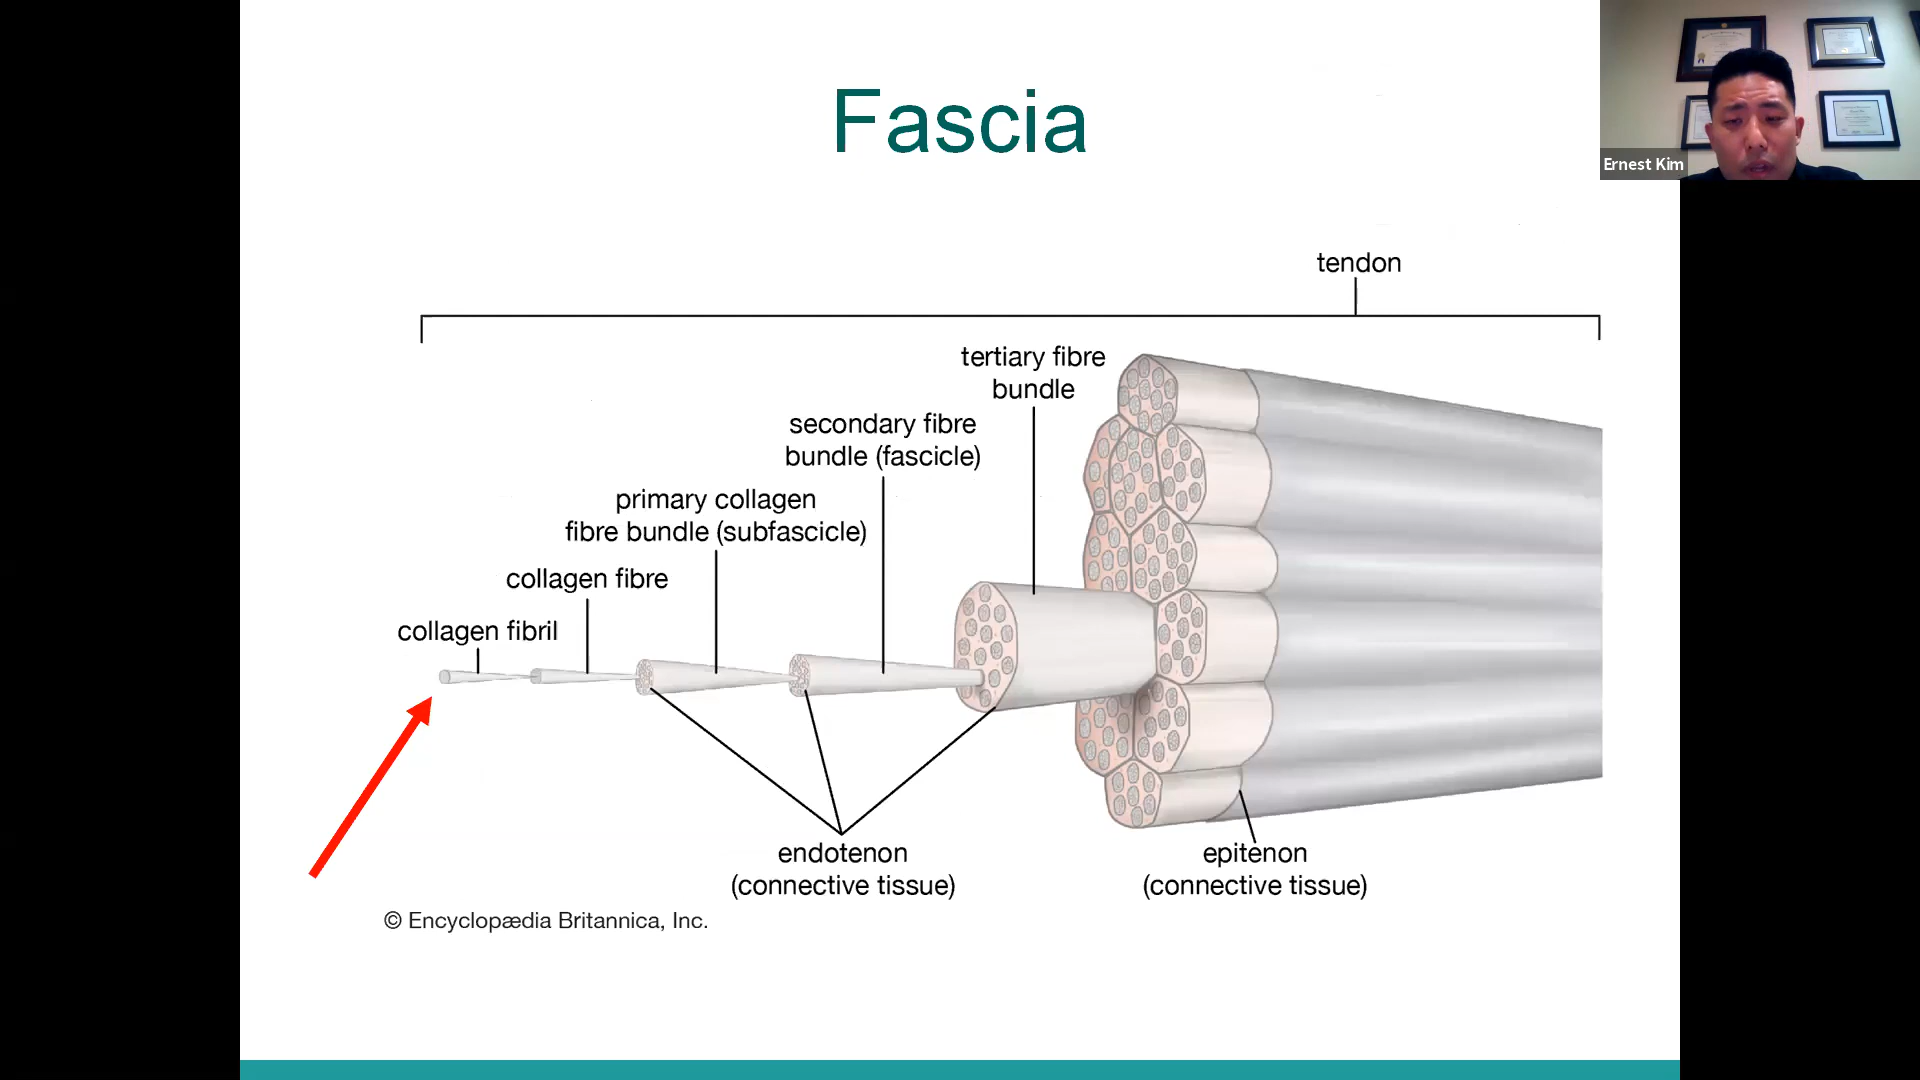 Fascia
Ernest Kim
tendon
tertiary fibre
bundle
secondary fibre
bundle (fascicle)
primary collagen
fibre bundle (subfascicle)
collagen fibre
collagen fibril
endotenon
(connective tissue)
epitenon
(connective tissue)
© Encyclopædia Britannica, Inc.